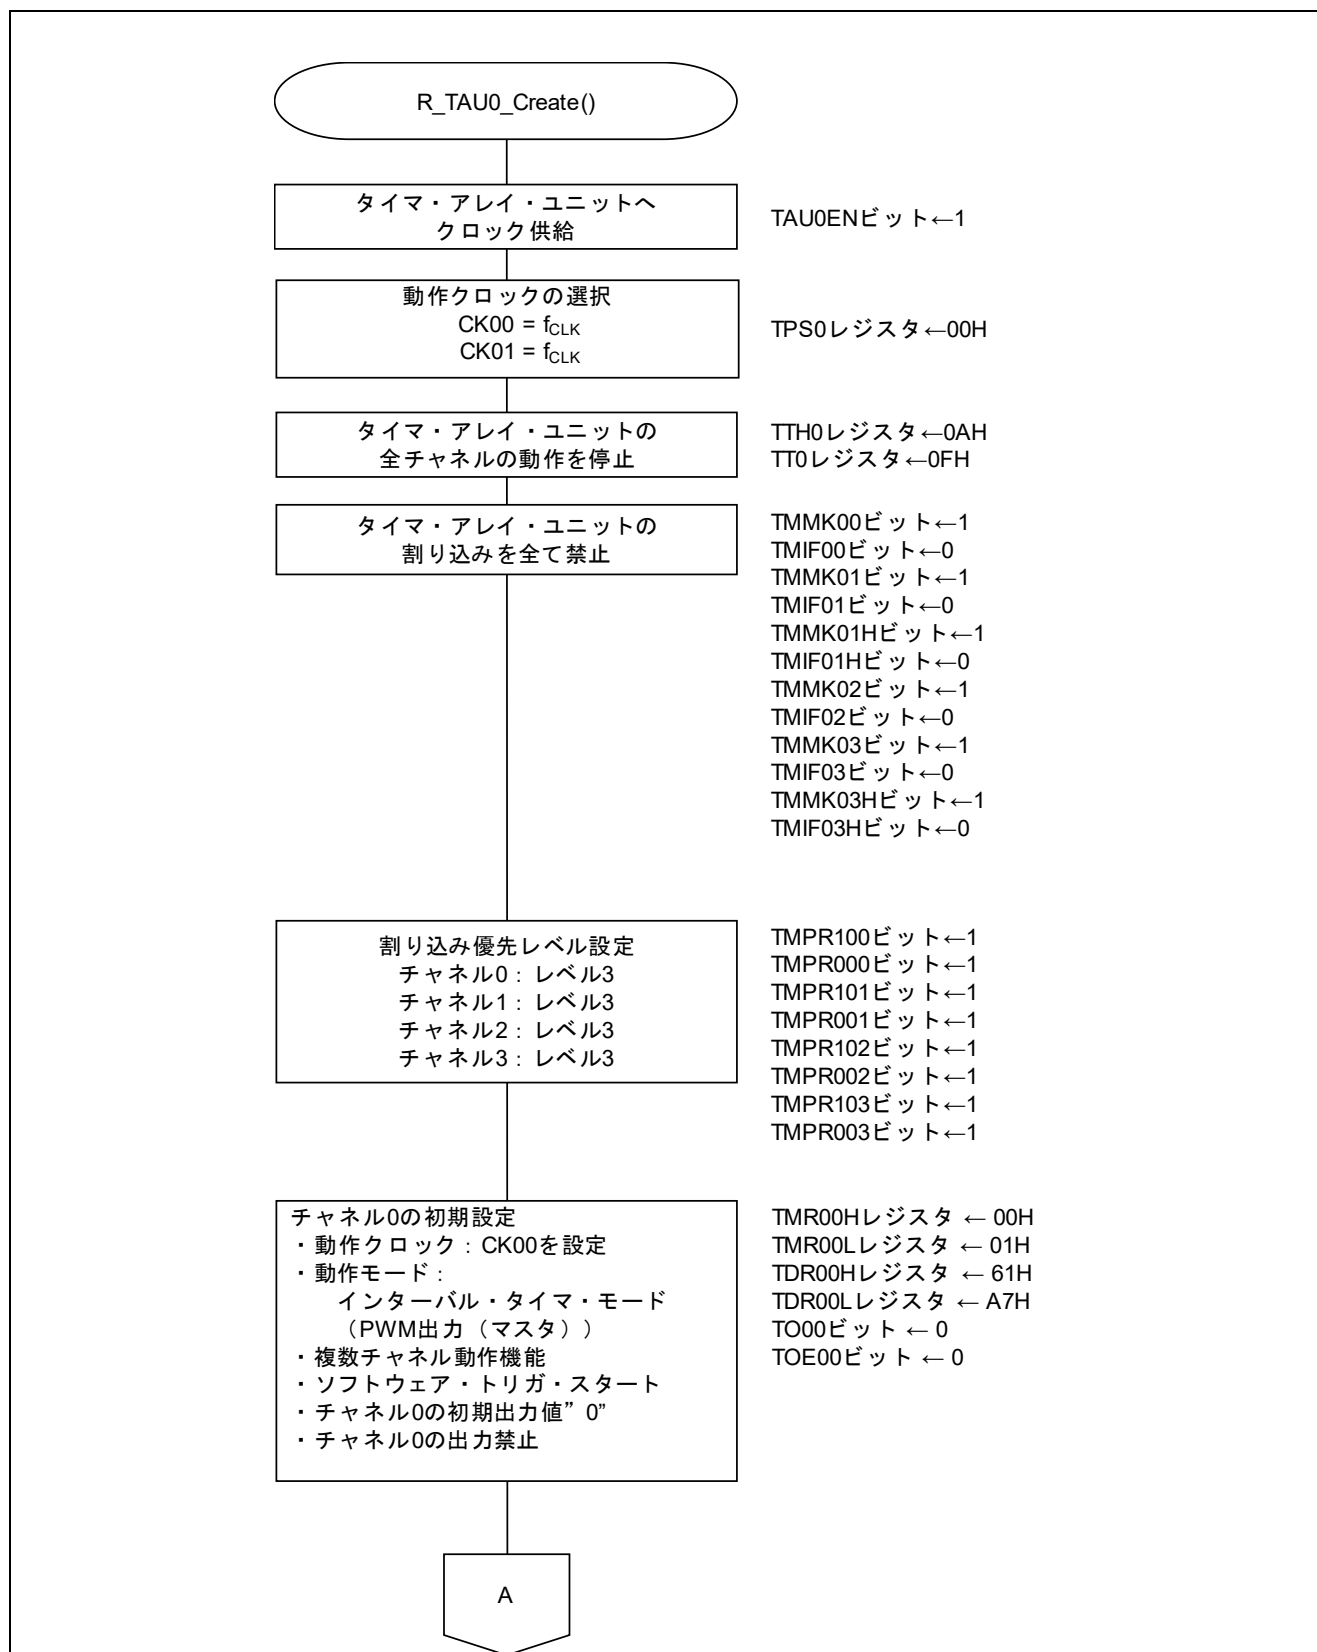 R_TAU0_Create()
タイマ・アレイ・ユニットへ
クロック供給
TAU0ENビット←1
動作クロックの選択
CK00 = fCLK
CK01 = fCLK
TPS0レジスタ←00H
タイマ・アレイ・ユニットの
全チャネルの動作を停止
TTH0レジスタ←0AH
TT0レジスタ←0FH
タイマ・アレイ・ユニットの
割り込みを全て禁止
TMMK00ビット←1
TMIF00ビット←0
TMMK01ビット←1
TMIF01ビット←0
TMMK01Hビット←1
TMIF01Hビット←0
TMMK02ビット←1
TMIF02ビット←0
TMMK03ビット←1
TMIF03ビット←0
TMMK03Hビット←1
TMIF03Hビット←0
割り込み優先レベル設定
チャネル0：レベル3
チャネル1：レベル3
チャネル2：レベル3
チャネル3：レベル3
TMPR100ビット←1
TMPR000ビット←1
TMPR101ビット←1
TMPR001ビット←1
TMPR102ビット←1
TMPR002ビット←1
TMPR103ビット←1
TMPR003ビット←1
チャネル0の初期設定
・動作クロック：CK00を設定
・動作モード：
インターバル・タイマ・モード
（PWM出力（マスタ））
・複数チャネル動作機能
・ソフトウェア・トリガ・スタート
・チャネル0の初期出力値”0”
・チャネル0の出力禁止
TMR00Hレジスタ ← 00H
TMR00Lレジスタ ← 01H
TDR00Hレジスタ ← 61H
TDR00Lレジスタ ← A7H
TO00ビット ← 0
TOE00ビット ← 0
A